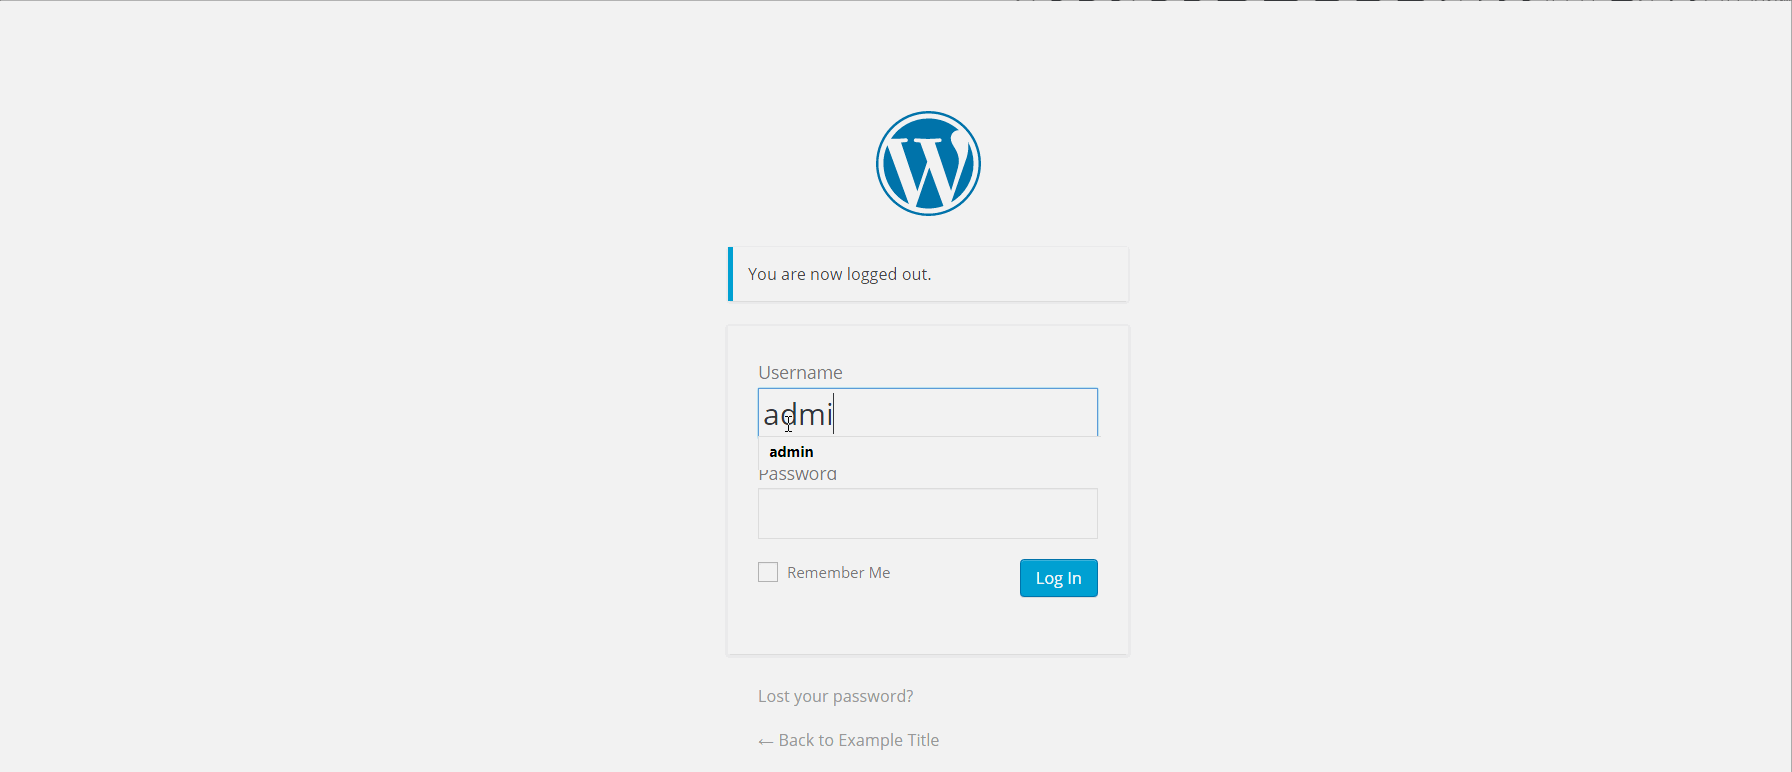 You are now logged out.
Username
admi
admin
Password
Remember Me
Log In
Lost your password?
← Back to Example Title